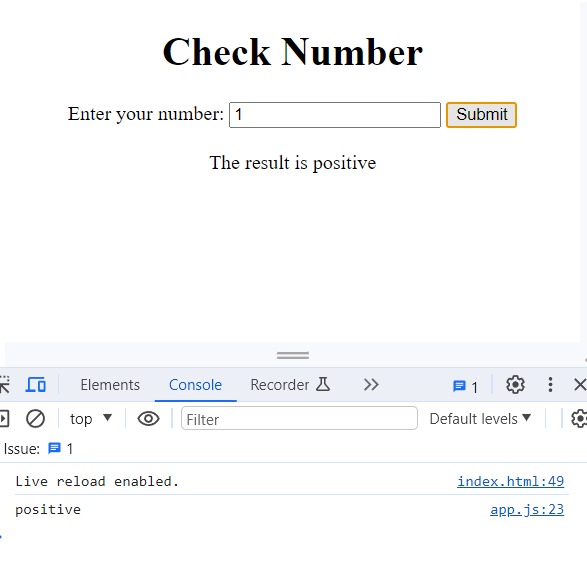 Check Number
Enter your number: 1 Submit
The result is positive
Elements Console Recorder 1
top Filter Default levels
Issue: 1
Live reload enabled. index.html:49
positive app.js:23